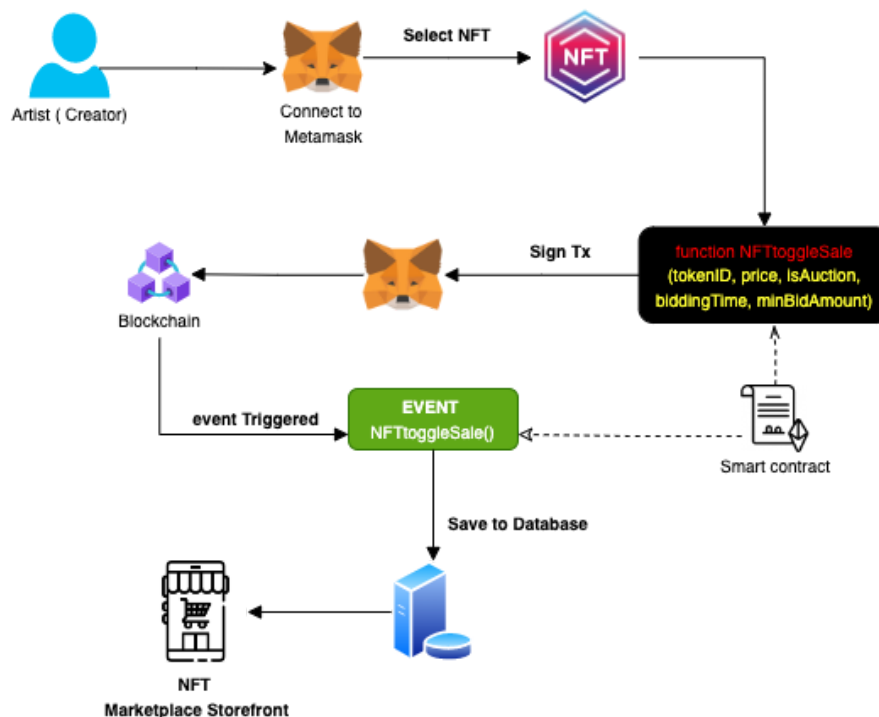 Select NFT
NFT
Artist ( Creator)
Connect to
Metamask
function NFTtoggleSale
(tokenID, price, isAuction,
biddingTime, minBidAmount)
Sign Tx
Blockchain
event Triggered
EVENT
NFTtoggleSale()
Smart contract
Save to Database
NFT
Marketplace Storefront